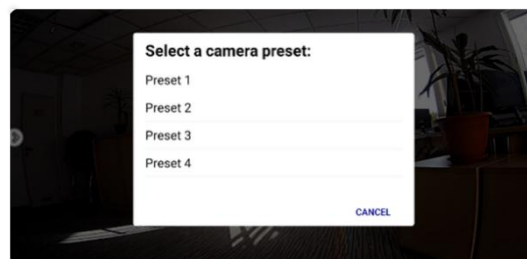 Select a camera preset:
Preset 1
Preset 2
Preset 3
Preset 4
CANCEL